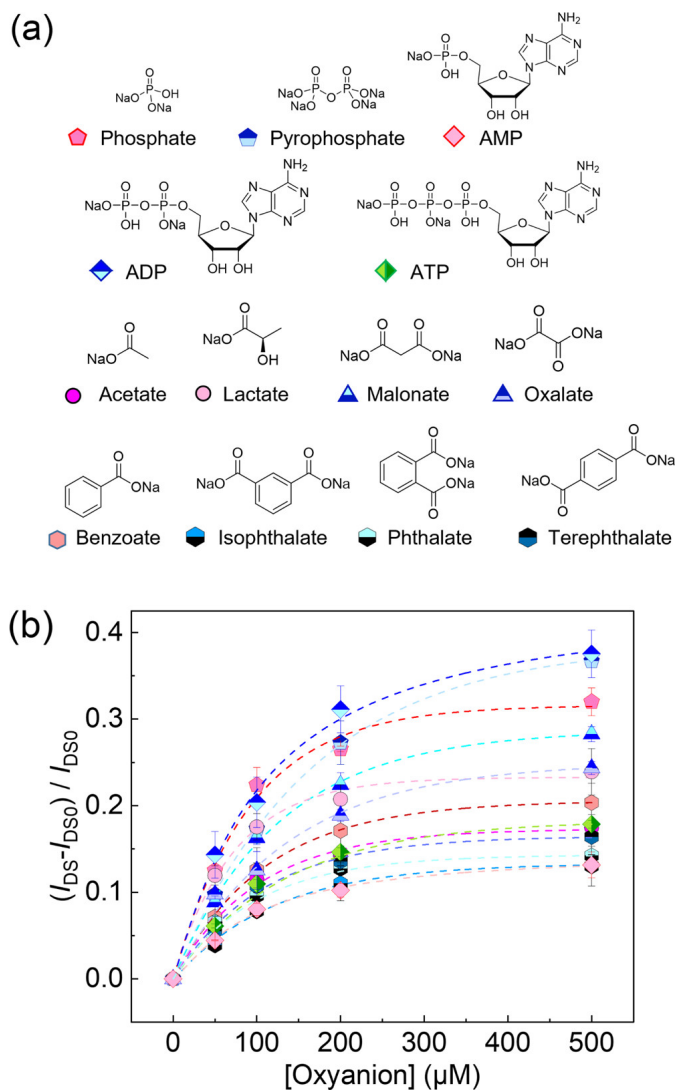 (a)
O
P
NaO OH
ONa
O O
P P
NaO O ONa
ONa ONa
NH₂
O
NaO P O
OH
N N
N N
O
OH OH
Phosphate Pyrophosphate AMP
NH₂
O O
NaO P O P O
OH ONa
N N
N N
O
OH OH
NH₂
O O O
NaO P O P O P O
OH ONa OH
N N
N N
O
OH OH
ADP ATP
O
NaO
O
NaO
OH
O O
NaO ONa
O
ONa
NaO
O
Acetate Lactate Malonate Oxalate
O
ONa
O O
NaO ONa
O
ONa
ONa
O
O
ONa
NaO
O
Benzoate Isophthalate Phthalate Terephthalate
(b)
0.4
0.3
0.2
0.1
0.0
(IDS-IDS0) / IDS0
0 100 200 300 400 500
[Oxyanion] (μM)